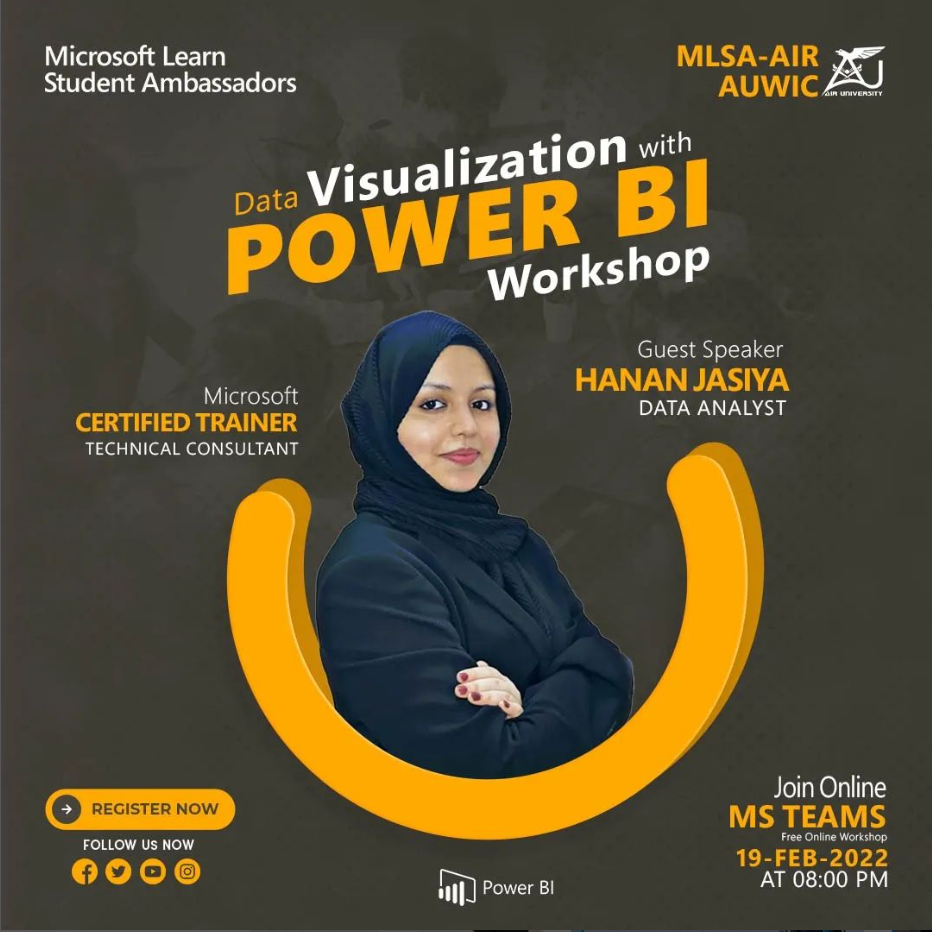 Microsoft Learn
Student Ambassadors
MLSA-AIR
AUWIC
AIR UNIVERSITY
Data Visualization with
POWER BI
Workshop
Microsoft
CERTIFIED TRAINER
TECHNICAL CONSULTANT
Guest Speaker
HANAN JASIYA
DATA ANALYST
REGISTER NOW
FOLLOW US NOW
Power BI
Join Online
MS TEAMS
Free Online Workshop
19-FEB-2022
AT 08:00 PM